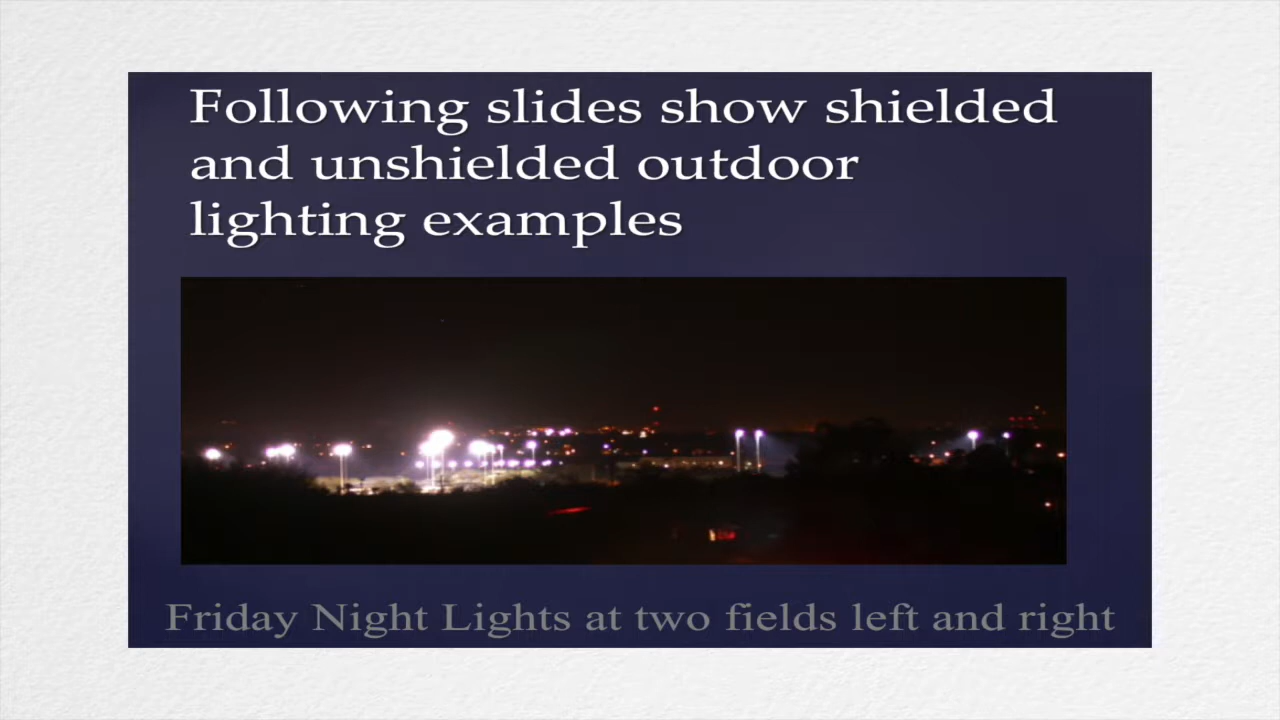 Following slides show shielded
and unshielded outdoor
lighting examples
Friday Night Lights at two fields left and right